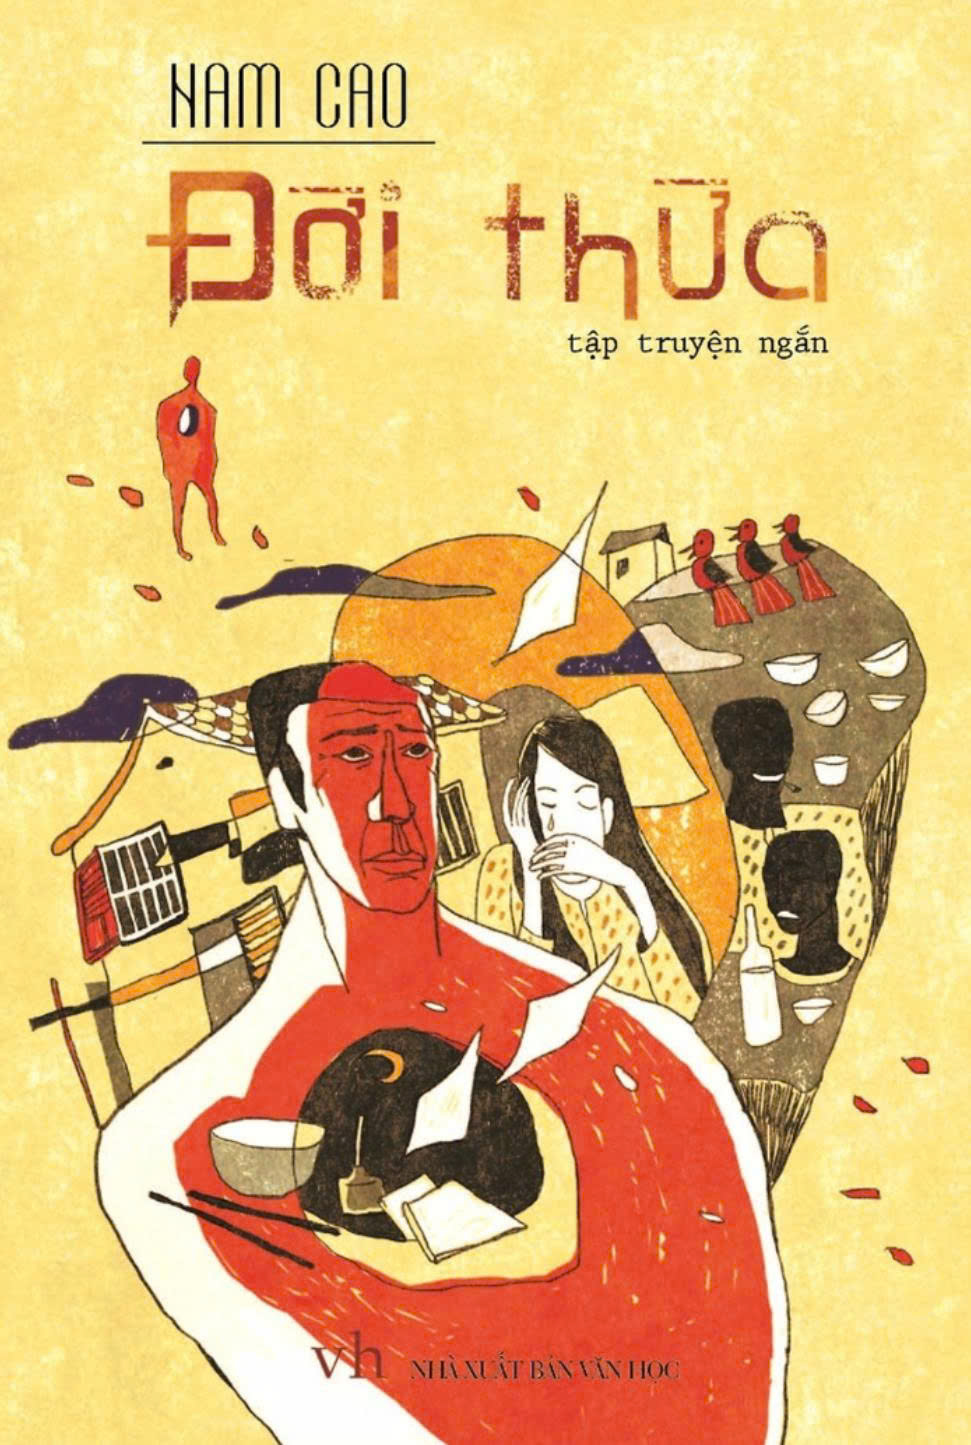 NAM CAO
Đời thừa
tập truyện ngắn
vh NHÀ XUẤT BẢN VĂN HỌC